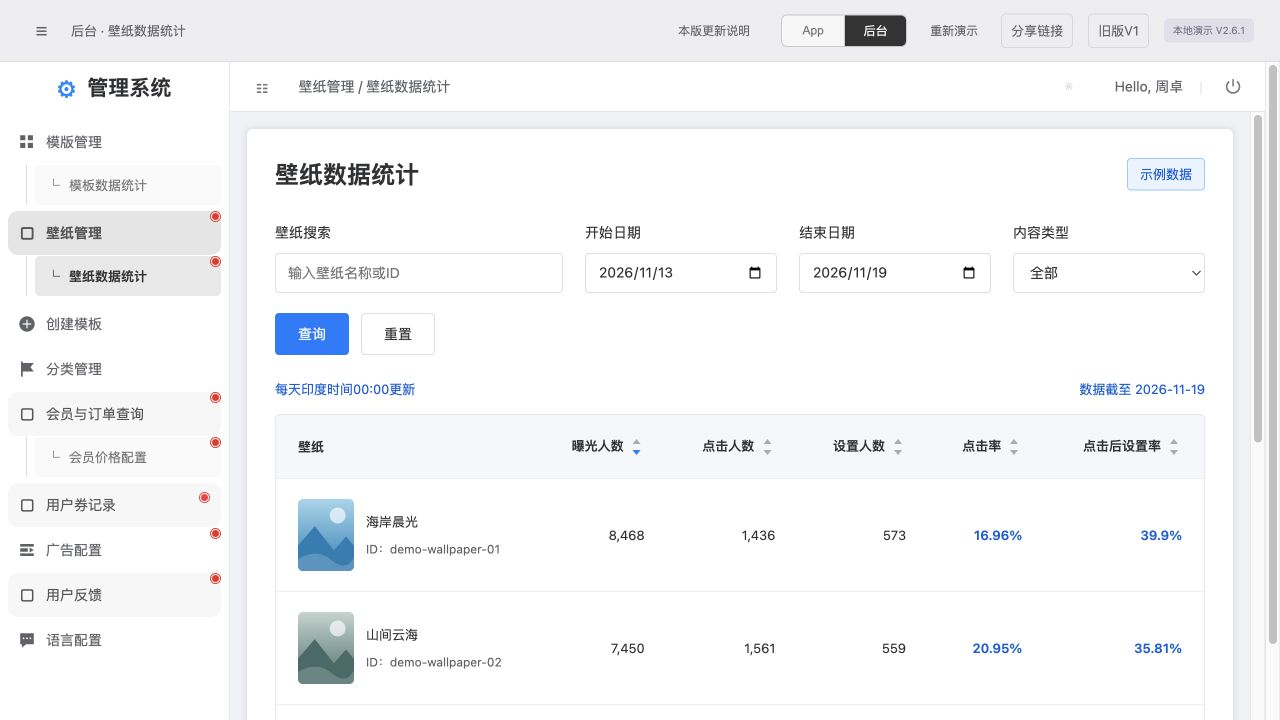 后台 · 壁纸数据统计
本版更新说明
App
后台
重新演示
分享链接
旧版V1
本地演示 V2.6.1
管理系统
壁纸管理 / 壁纸数据统计
Hello, 周卓
模版管理
模板数据统计
壁纸管理
壁纸数据统计
创建模板
分类管理
会员与订单查询
会员价格配置
用户券记录
广告配置
用户反馈
语言配置
壁纸数据统计
示例数据
壁纸搜索
开始日期
结束日期
内容类型
输入壁纸名称或ID
2026/11/13
2026/11/19
全部
查询
重置
每天印度时间00:00更新
数据截至 2026-11-19
壁纸
曝光人数
点击人数
设置人数
点击率
点击后设置率
海岸晨光
ID：demo-wallpaper-01
8,468
1,436
573
16.96%
39.9%
山间云海
ID：demo-wallpaper-02
7,450
1,561
559
20.95%
35.81%